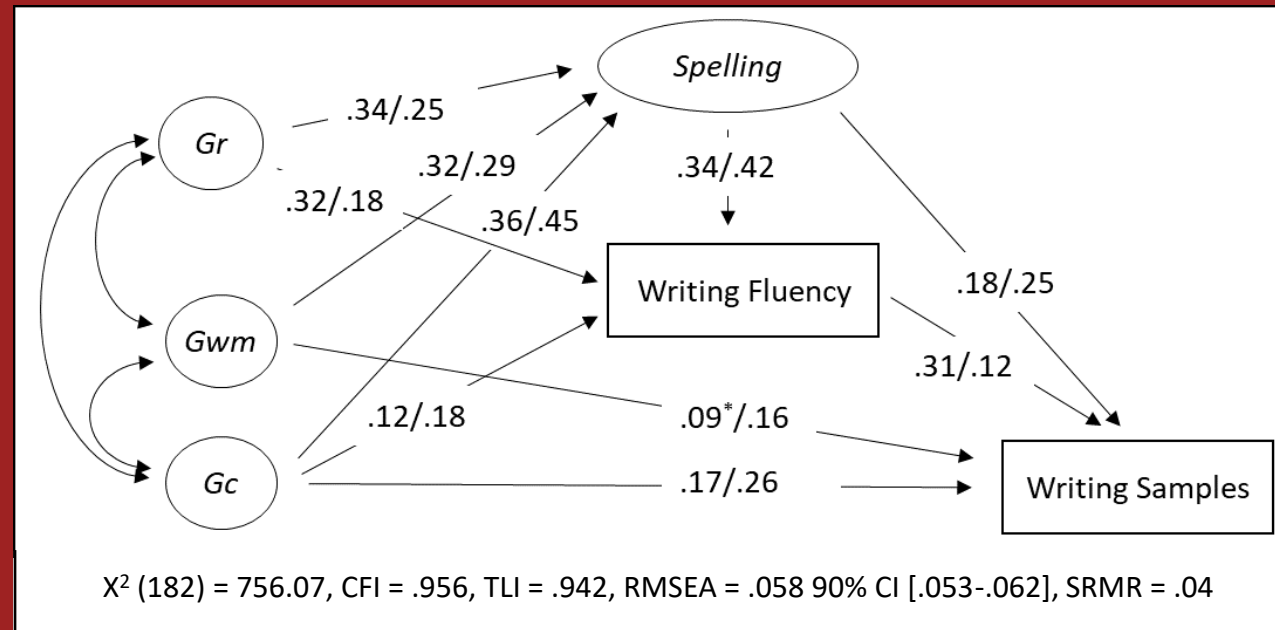 Spelling
.34/.25
Gr
.32/.29
.34/.42
.32/.18
.36/.45
Writing Fluency
.18/.25
Gwm
.31/.12
.12/.18
.09*/.16
Gc
.17/.26
Writing Samples
X² (182) = 756.07, CFI = .956, TLI = .942, RMSEA = .058 90% CI [.053-.062], SRMR = .04